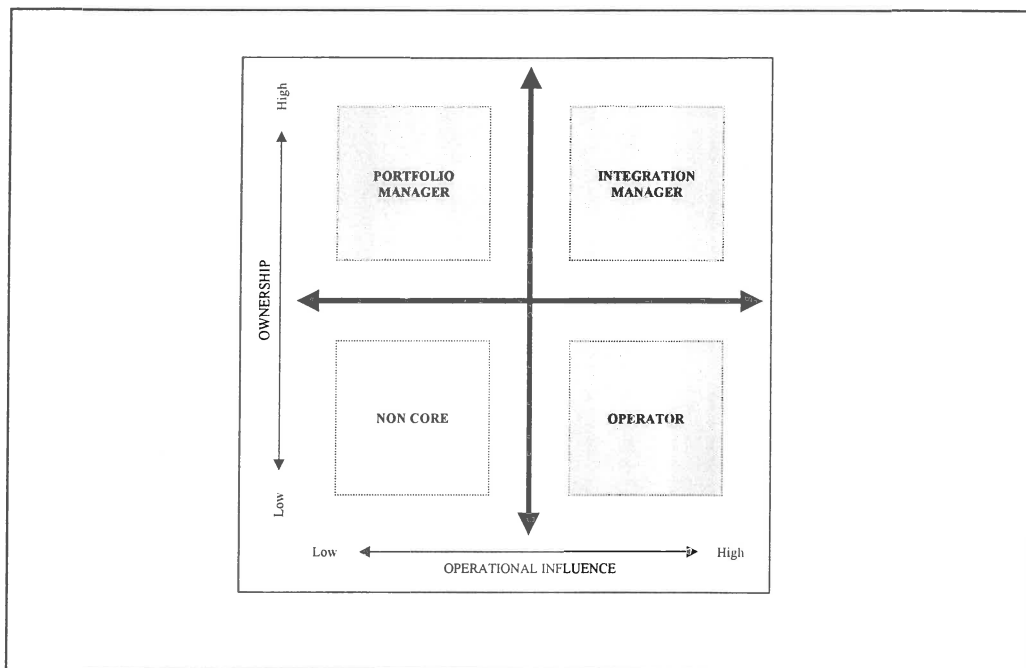 High
PORTFOLIO
MANAGER
INTEGRATION
MANAGER
OWNERSHIP
NON CORE
OPERATOR
Low
Low
High
OPERATIONAL INFLUENCE